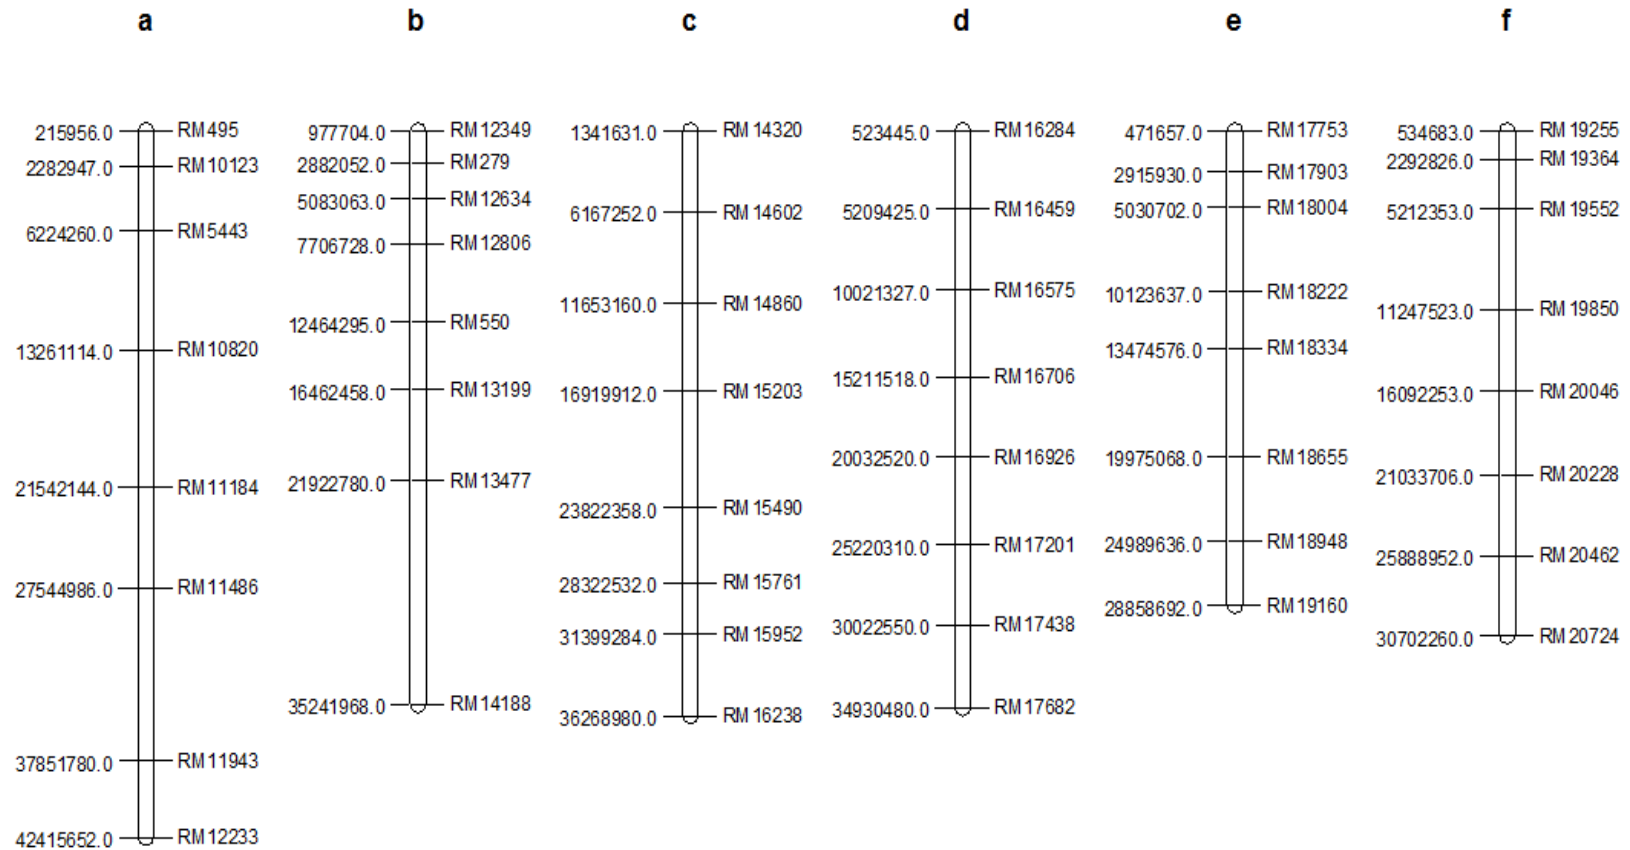 a
215956.0 RM495
2282947.0 RM10123
6224260.0 RM5443
13261114.0 RM10820
21542144.0 RM11184
27544986.0 RM11486
37851780.0 RM11943
42415652.0 RM12233
b
977704.0 RM12349
2882052.0 RM279
5083063.0 RM12634
7706728.0 RM12806
12464295.0 RM550
16462458.0 RM13199
21922780.0 RM13477
35241968.0 RM14188
c
1341631.0 RM14320
6167252.0 RM14602
11653160.0 RM14860
16919912.0 RM15203
23822358.0 RM15490
28322532.0 RM15761
31399284.0 RM15952
36268980.0 RM16238
d
523445.0 RM16284
5209425.0 RM16459
10021327.0 RM16575
15211518.0 RM16706
20032520.0 RM16926
25220310.0 RM17201
30022550.0 RM17438
34930480.0 RM17682
e
471657.0 RM17753
2915930.0 RM17903
5030702.0 RM18004
10123637.0 RM18222
13474576.0 RM18334
19975068.0 RM18655
24989636.0 RM18948
28858692.0 RM19160
f
534683.0 RM19255
2292826.0 RM19364
5212353.0 RM19552
11247523.0 RM19850
16092253.0 RM20046
21033706.0 RM20228
25888952.0 RM20462
30702260.0 RM20724